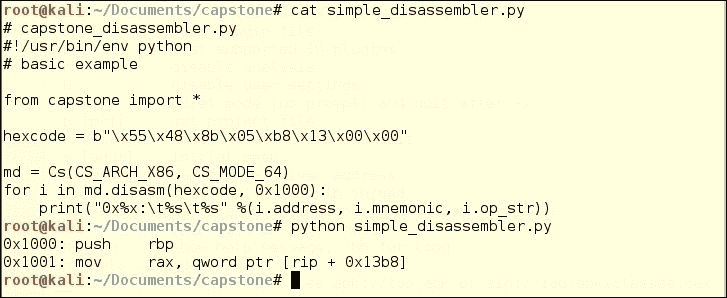 root@kali:~/Documents/capstone# cat simple_disassembler.py
# capstone_disassembler.py
#!/usr/bin/env python
# basic example

from capstone import *

hexcode = b"\x55\x48\x8b\x05\xb8\x13\x00\x00"

md = Cs(CS_ARCH_X86, CS_MODE_64)
for i in md.disasm(hexcode, 0x1000):
    print("0x%x:\t%s\t%s" %(i.address, i.mnemonic, i.op_str))
root@kali:~/Documents/capstone# python simple_disassembler.py
0x1000: push    rbp
0x1001: mov     rax, qword ptr [rip + 0x13b8]
root@kali:~/Documents/capstone#